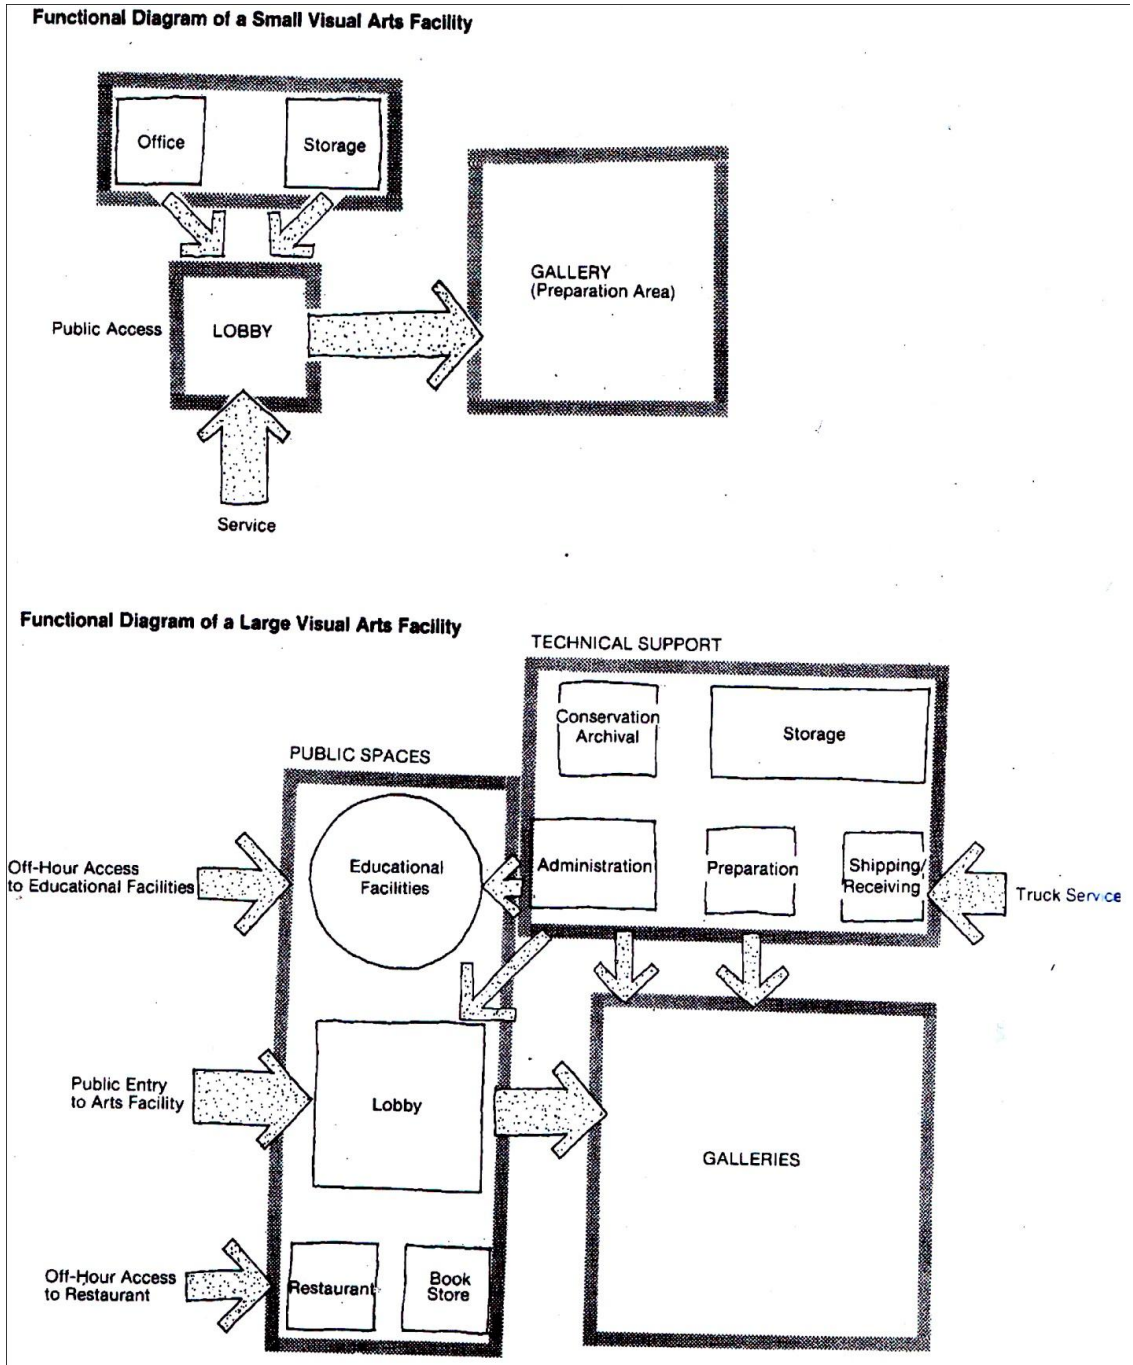 Functional Diagram of a Small Visual Arts Facility
Office
Storage
GALLERY
(Preparation Area)
Public Access
LOBBY
Service
Functional Diagram of a Large Visual Arts Facility
TECHNICAL SUPPORT
Conservation
Archival
Storage
PUBLIC SPACES
Off-Hour Access
to Educational Facilities
Educational
Facilities
Administration
Preparation
Shipping/
Receiving
Truck Service
Public Entry
to Arts Facility
Lobby
GALLERIES
Off-Hour Access
to Restaurant
Restaurant
Book
Store